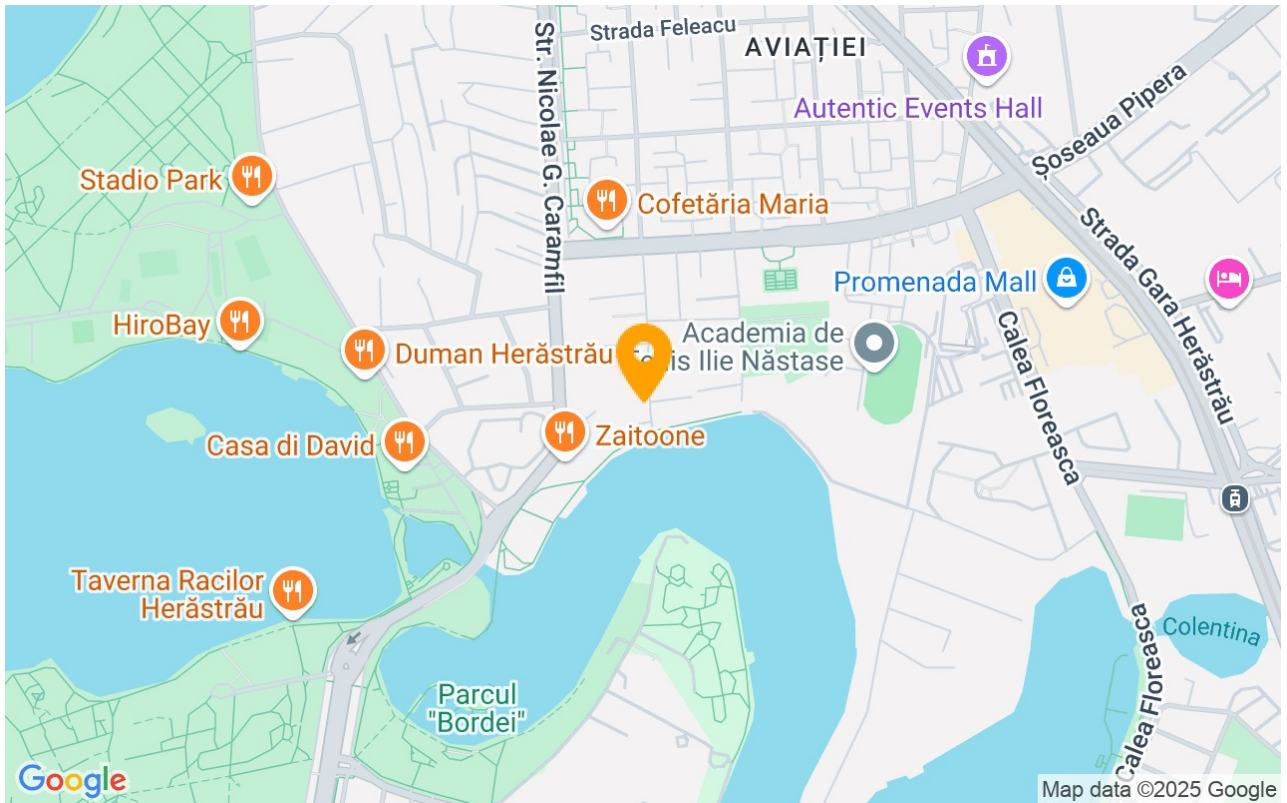 Strada Feleacu
AVIAȚIEI
Str. Nicolae G. Caramfil
Autentic Events Hall
Șoseaua Pipera
Stadio Park
Cofetăria Maria
Strada Gara Herăstrău
Promenada Mall
HiroBay
Duman Herăstrău
Academia de
is Ilie Năstase
Calea Floreasca
Casa di David
Zaitoone
Taverna Racilor
Herăstrău
Colentina
Calea Floreasca
Parcul
"Bordei"
Google
Map data ©2025 Google